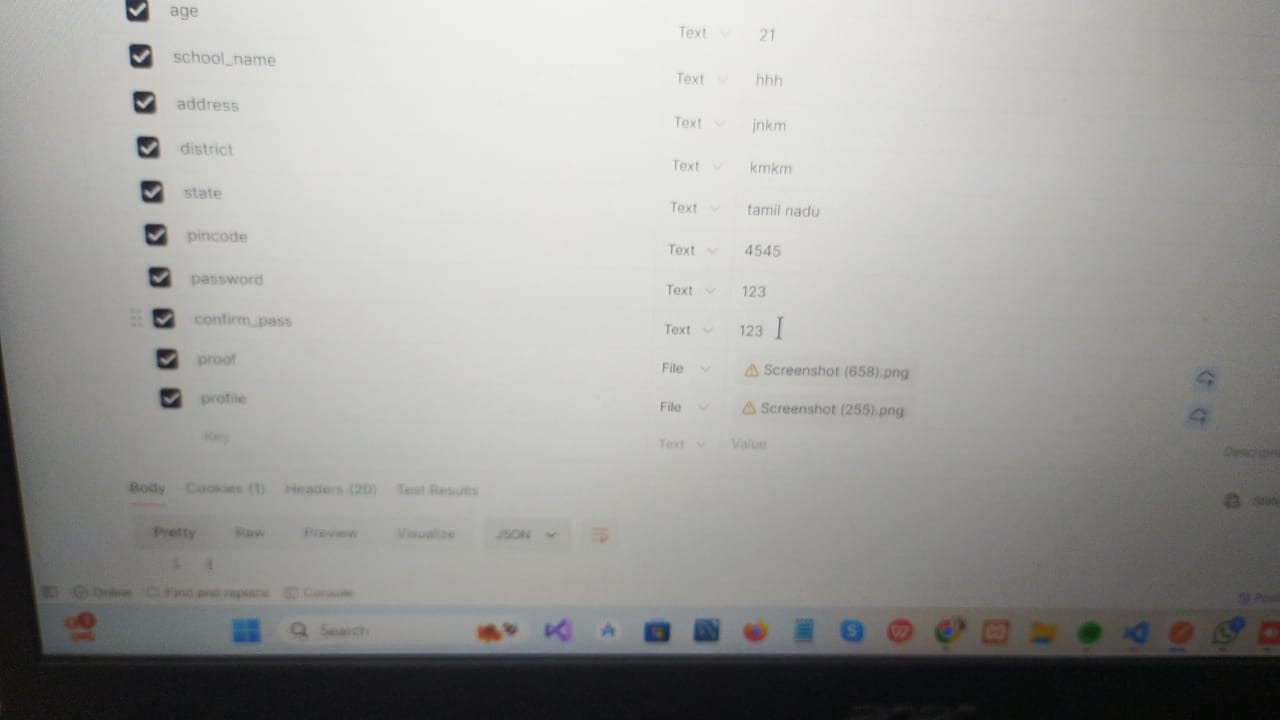 age Text 21
school_name Text hhh
address Text jnkm
district Text kmkm
state Text tamil nadu
pincode Text 4545
password Text 123
confirm_pass Text 123
proof File Screenshot (658).png
profile File Screenshot (255).png
Key Text Value
Descripti
Body Cookies (1) Headers (20) Test Results
Pretty Raw Preview Visualize JSON
{
Online Find and replace Console
Search